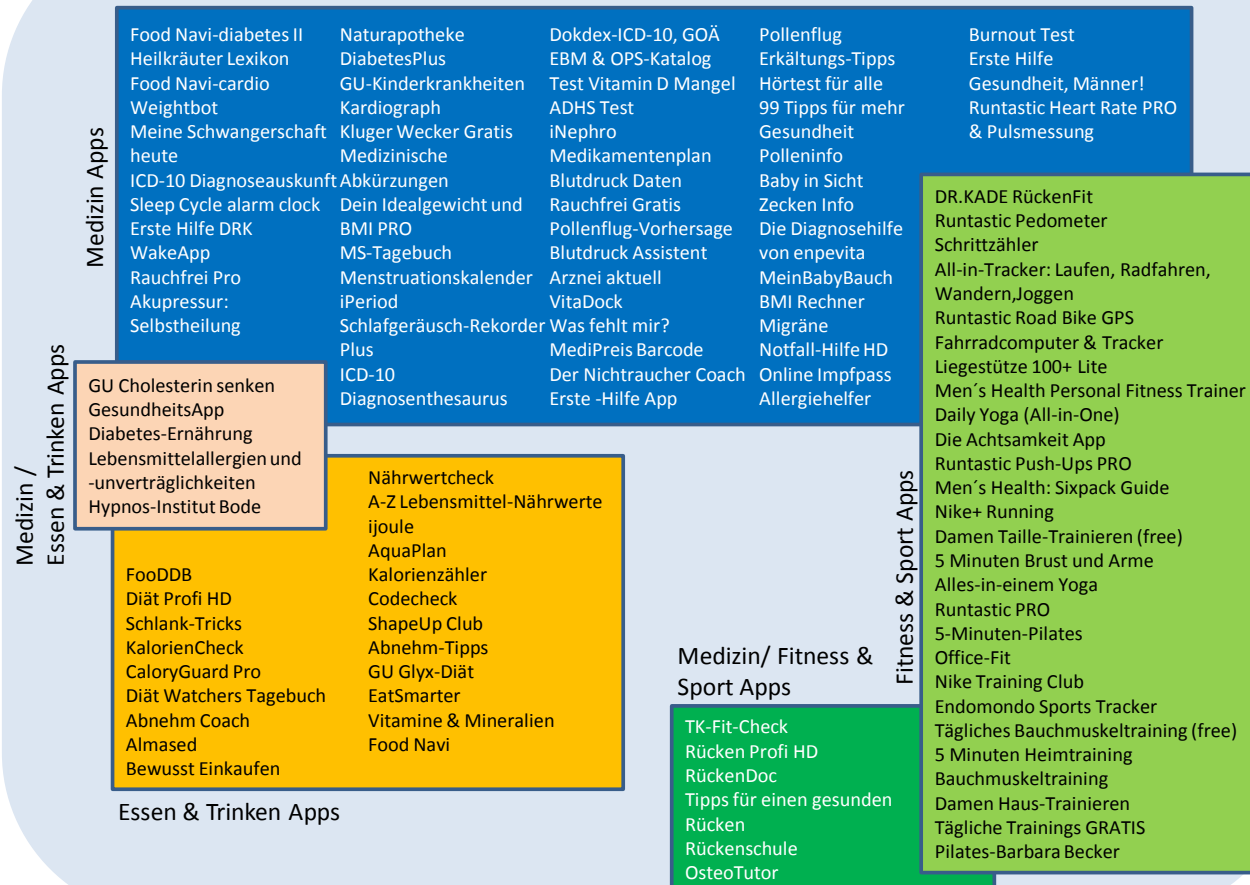 Medizin Apps
Food Navi-diabetes II
Heilkräuter Lexikon
Food Navi-cardio
Weightbot
Meine Schwangerschaft
heute
ICD-10 Diagnoseauskunft
Sleep Cycle alarm clock
Erste Hilfe DRK
WakeApp
Rauchfrei Pro
Akupressur:
Selbstheilung
Naturapotheke
DiabetesPlus
GU-Kinderkrankheiten
Kardiograph
Kluger Wecker Gratis
Medizinische
Abkürzungen
Dein Idealgewicht und
BMI PRO
MS-Tagebuch
Menstruationskalender
iPeriod
Schlafgeräusch-Rekorder
Plus
ICD-10
Diagnosenthesaurus
Dokdex-ICD-10, GOÄ
EBM & OPS-Katalog
Test Vitamin D Mangel
ADHS Test
iNephro
Medikamentenplan
Blutdruck Daten
Rauchfrei Gratis
Pollenflug-Vorhersage
Blutdruck Assistent
Arznei aktuell
VitaDock
Was fehlt mir?
MediPreis Barcode
Der Nichtraucher Coach
Erste -Hilfe App
Pollenflug
Erkältungs-Tipps
Hörtest für alle
99 Tipps für mehr
Gesundheit
Polleninfo
Baby in Sicht
Zecken Info
Die Diagnosehilfe
von enpevita
MeinBabyBauch
BMI Rechner
Migräne
Notfall-Hilfe HD
Online Impfpass
Allergiehelfer
Burnout Test
Erste Hilfe
Gesundheit, Männer!
Runtastic Heart Rate PRO
& Pulsmessung
Medizin /
Essen & Trinken Apps
GU Cholesterin senken
GesundheitsApp
Diabetes-Ernährung
Lebensmittelallergien und
-unverträglichkeiten
Hypnos-Institut Bode
FooDDB
Diät Profi HD
Schlank-Tricks
KalorienCheck
CaloryGuard Pro
Diät Watchers Tagebuch
Abnehm Coach
Almased
Bewusst Einkaufen
Nährwertcheck
A-Z Lebensmittel-Nährwerte
ijoule
AquaPlan
Kalorienzähler
Codecheck
ShapeUp Club
Abnehm-Tipps
GU Glyx-Diät
EatSmarter
Vitamine & Mineralien
Food Navi
Essen & Trinken Apps
Medizin/ Fitness &
Sport Apps
TK-Fit-Check
Rücken Profi HD
RückenDoc
Tipps für einen gesunden
Rücken
Rückenschule
OsteoTutor
Fitness & Sport Apps
DR.KADE RückenFit
Runtastic Pedometer
Schrittzähler
All-in-Tracker: Laufen, Radfahren,
Wandern,Joggen
Runtastic Road Bike GPS
Fahrradcomputer & Tracker
Liegestütze 100+ Lite
Men´s Health Personal Fitness Trainer
Daily Yoga (All-in-One)
Die Achtsamkeit App
Runtastic Push-Ups PRO
Men´s Health: Sixpack Guide
Nike+ Running
Damen Taille-Trainieren (free)
5 Minuten Brust und Arme
Alles-in-einem Yoga
Runtastic PRO
5-Minuten-Pilates
Office-Fit
Nike Training Club
Endomondo Sports Tracker
Tägliches Bauchmuskeltraining (free)
5 Minuten Heimtraining
Bauchmuskeltraining
Damen Haus-Trainieren
Tägliche Trainings GRATIS
Pilates-Barbara Becker